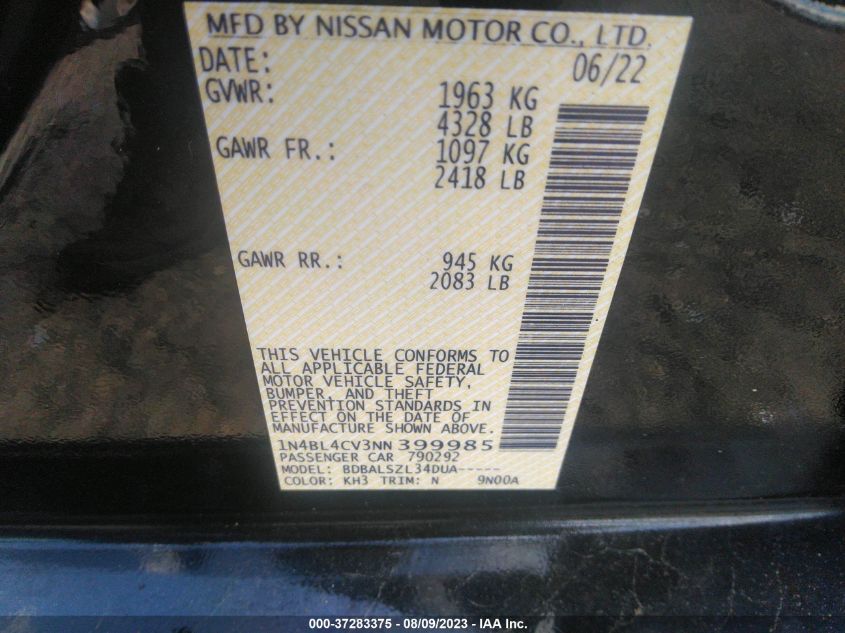 MFD BY NISSAN MOTOR CO., LTD.
DATE: 06/22
GVWR: 1963 KG
4328 LB
GAWR FR.: 1097 KG
2418 LB
GAWR RR.: 945 KG
2083 LB
THIS VEHICLE CONFORMS TO
ALL APPLICABLE FEDERAL
MOTOR VEHICLE SAFETY,
BUMPER, AND THEFT
PREVENTION STANDARDS IN
EFFECT ON THE DATE OF
MANUFACTURE SHOWN ABOVE.
1N4BL4CV3NN 399985
PASSENGER CAR 790292
MODEL: BDBALSZL34DUA-----
COLOR: KH3 TRIM: N 9N00A
000-37283375 - 08/09/2023 - IAA Inc.